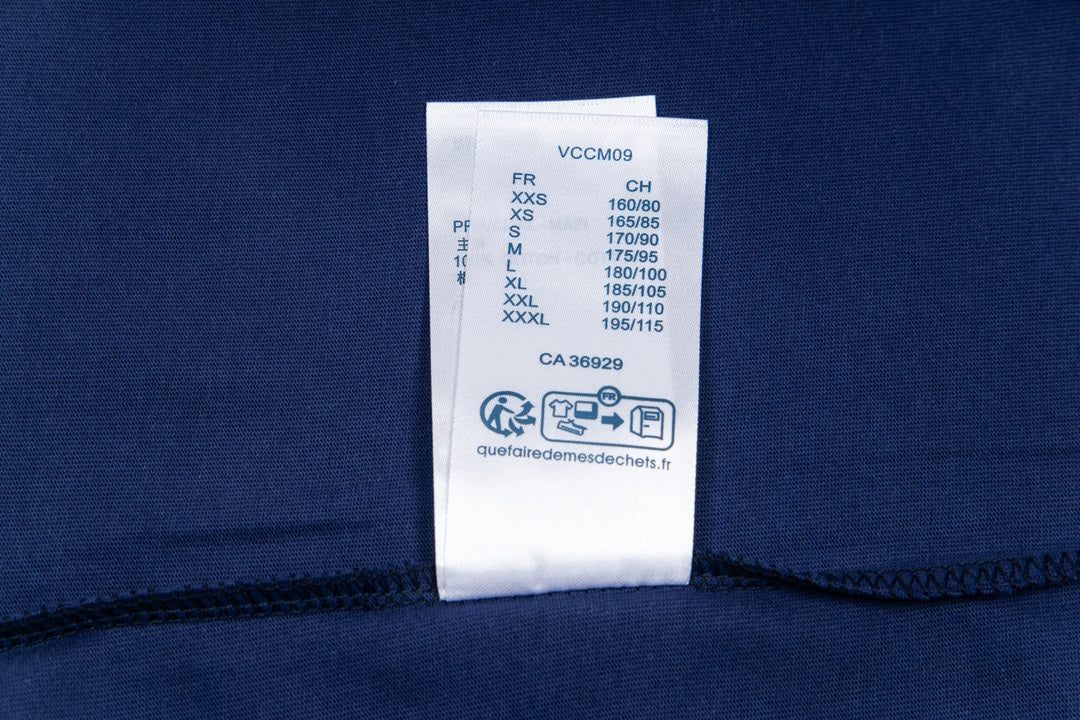 VCCM09
FR CH
XXS 160/80
XS 165/85
S 170/90
M 175/95
L 180/100
XL 185/105
XXL 190/110
XXXL 195/115
CA 36929
FR
quefairedemesdechets.fr